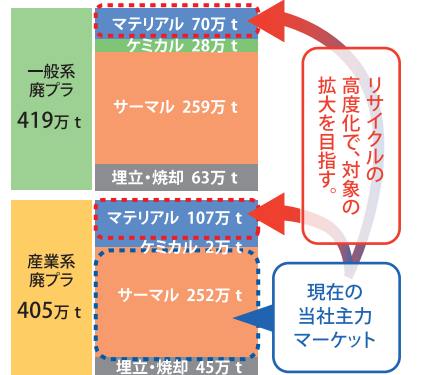 一般系
廃プラ
419万 t
マテリアル 70万 t
ケミカル 28万 t
サーマル 259万 t
埋立・焼却 63万 t
産業系
廃プラ
405万 t
マテリアル 107万 t
ケミカル 2万 t
サーマル 252万 t
埋立・焼却 45万 t
リサイクルの
高度化で、対象の
拡大を目指す。
現在の
当社主力
マーケット